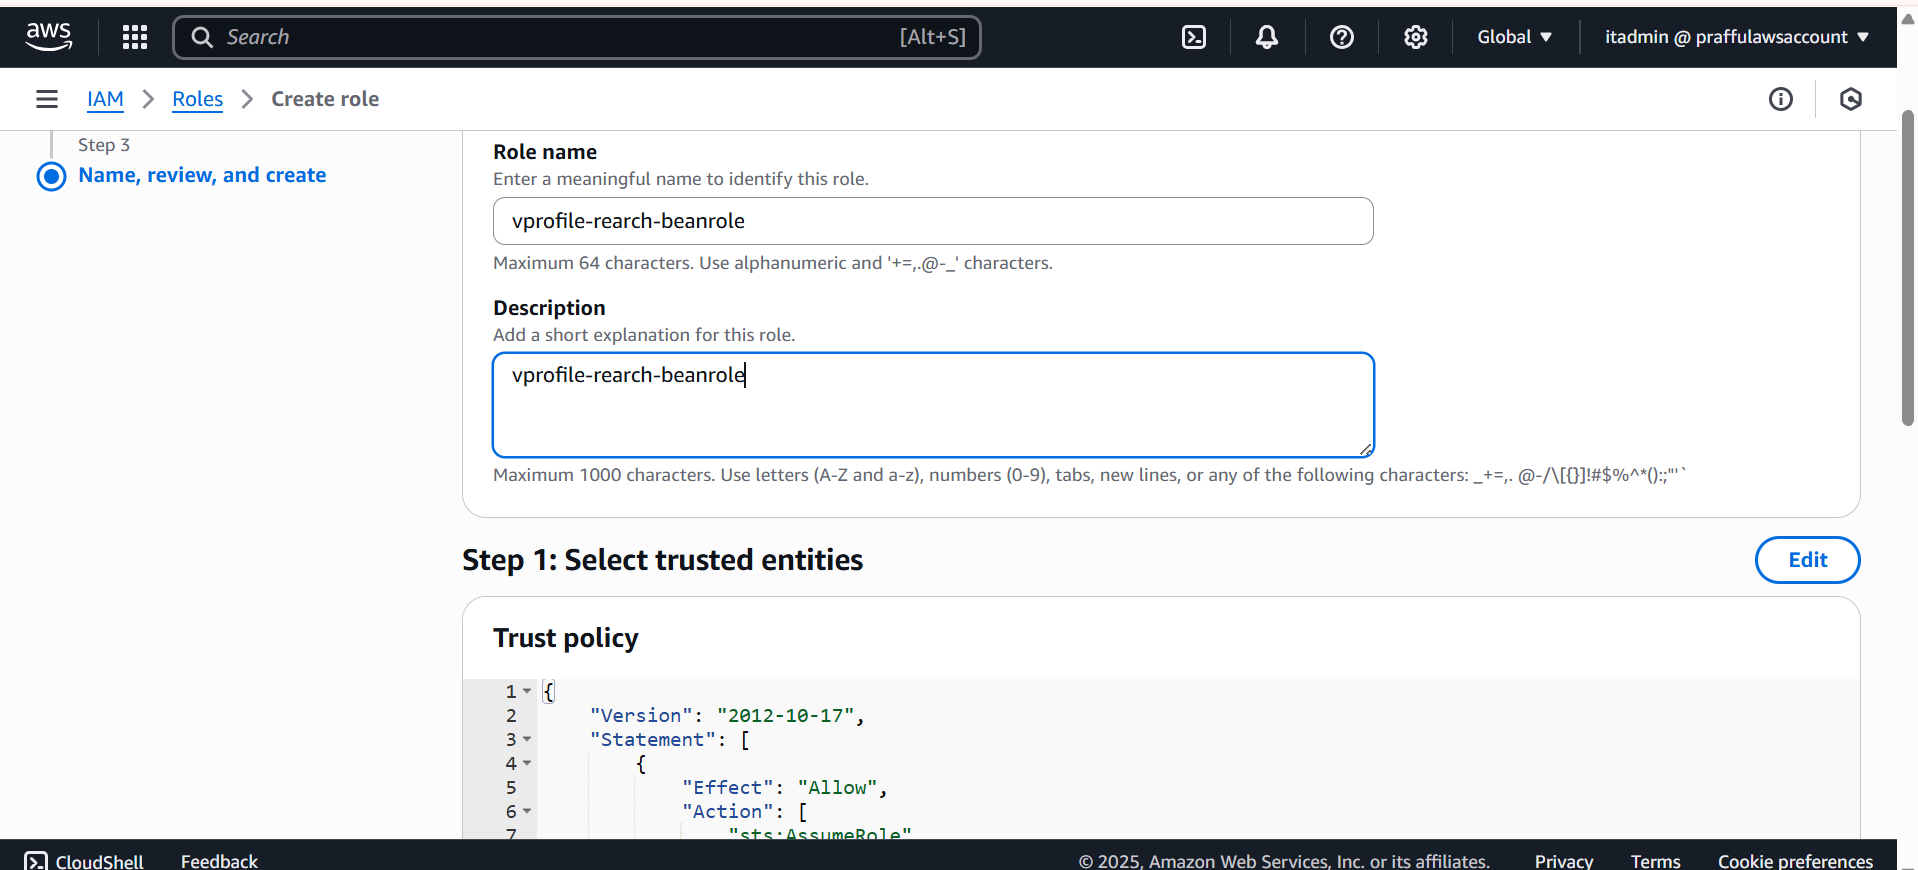 aws
Search [Alt+S]
Global itadmin @ praffulawsaccount
IAM Roles Create role
Step 3
Name, review, and create
Role name
Enter a meaningful name to identify this role.
vprofile-rearch-beanrole
Maximum 64 characters. Use alphanumeric and '+=,.@-_' characters.
Description
Add a short explanation for this role.
vprofile-rearch-beanrole
Maximum 1000 characters. Use letters (A-Z and a-z), numbers (0-9), tabs, new lines, or any of the following characters: _+=,. @-/\[{}]!#$%^*();:;"'`
Step 1: Select trusted entities
Edit
Trust policy
1 {
2 "Version": "2012-10-17",
3 "Statement": [
4 {
5 "Effect": "Allow",
6 "Action": [
7 "sts:AssumeRole"
CloudShell Feedback © 2025, Amazon Web Services, Inc. or its affiliates. Privacy Terms Cookie preferences